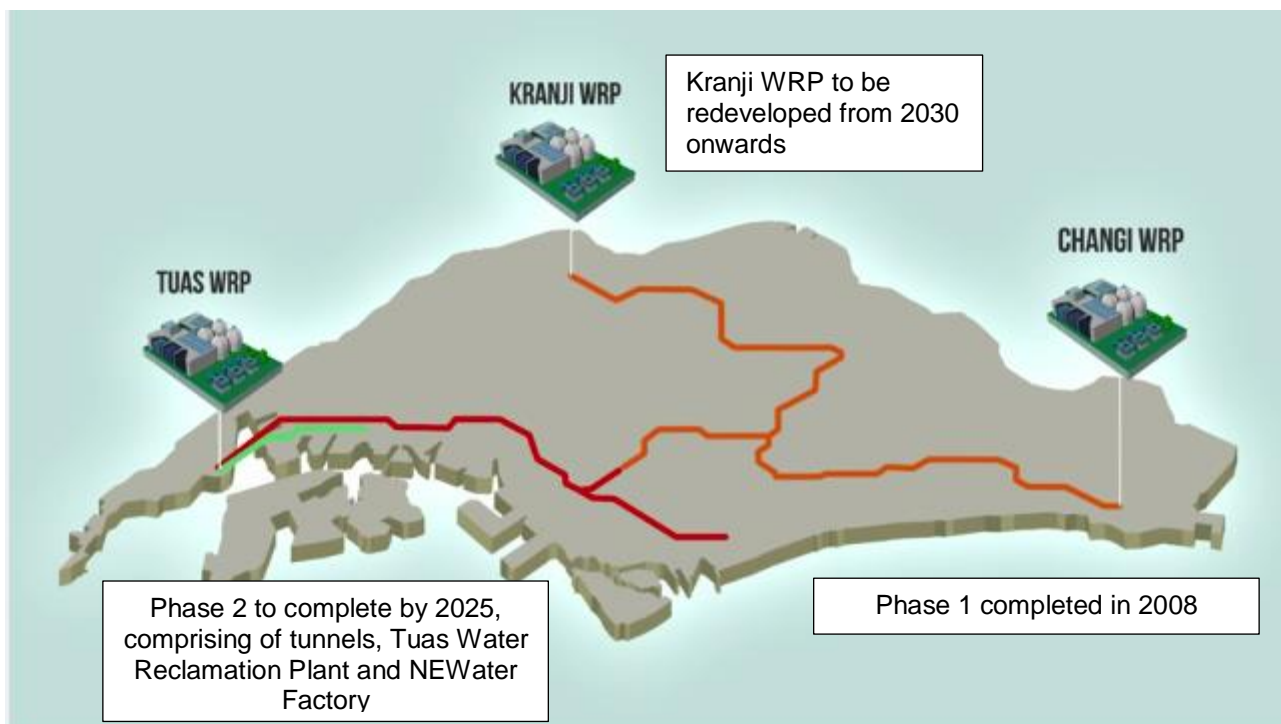 KRANJI WRP
Kranji WRP to be
redeveloped from 2030
onwards
CHANGI WRP
TUAS WRP
Phase 2 to complete by 2025,
comprising of tunnels, Tuas Water
Reclamation Plant and NEWater
Factory
Phase 1 completed in 2008